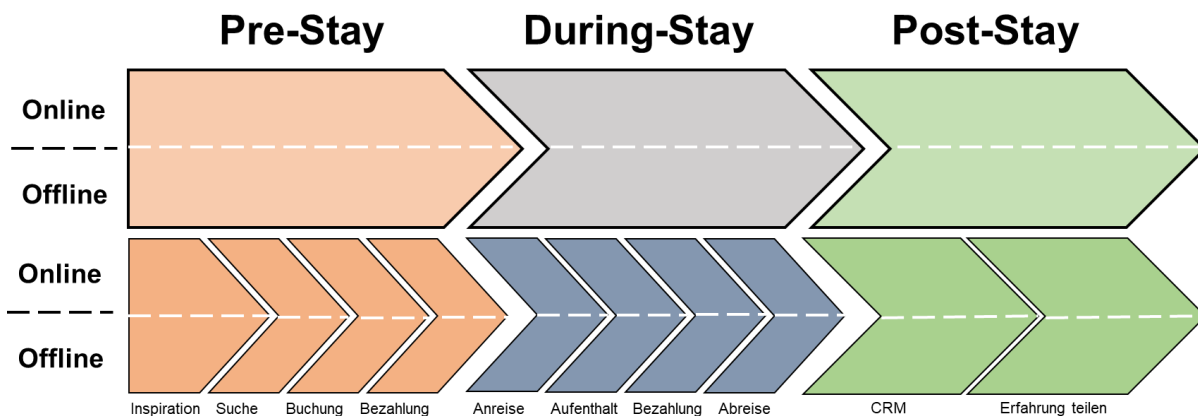 Pre-Stay During-Stay Post-Stay
Online
Offline
Online
Offline
Inspiration Suche Buchung Bezahlung Anreise Aufenthalt Bezahlung Abreise CRM Erfahrung teilen